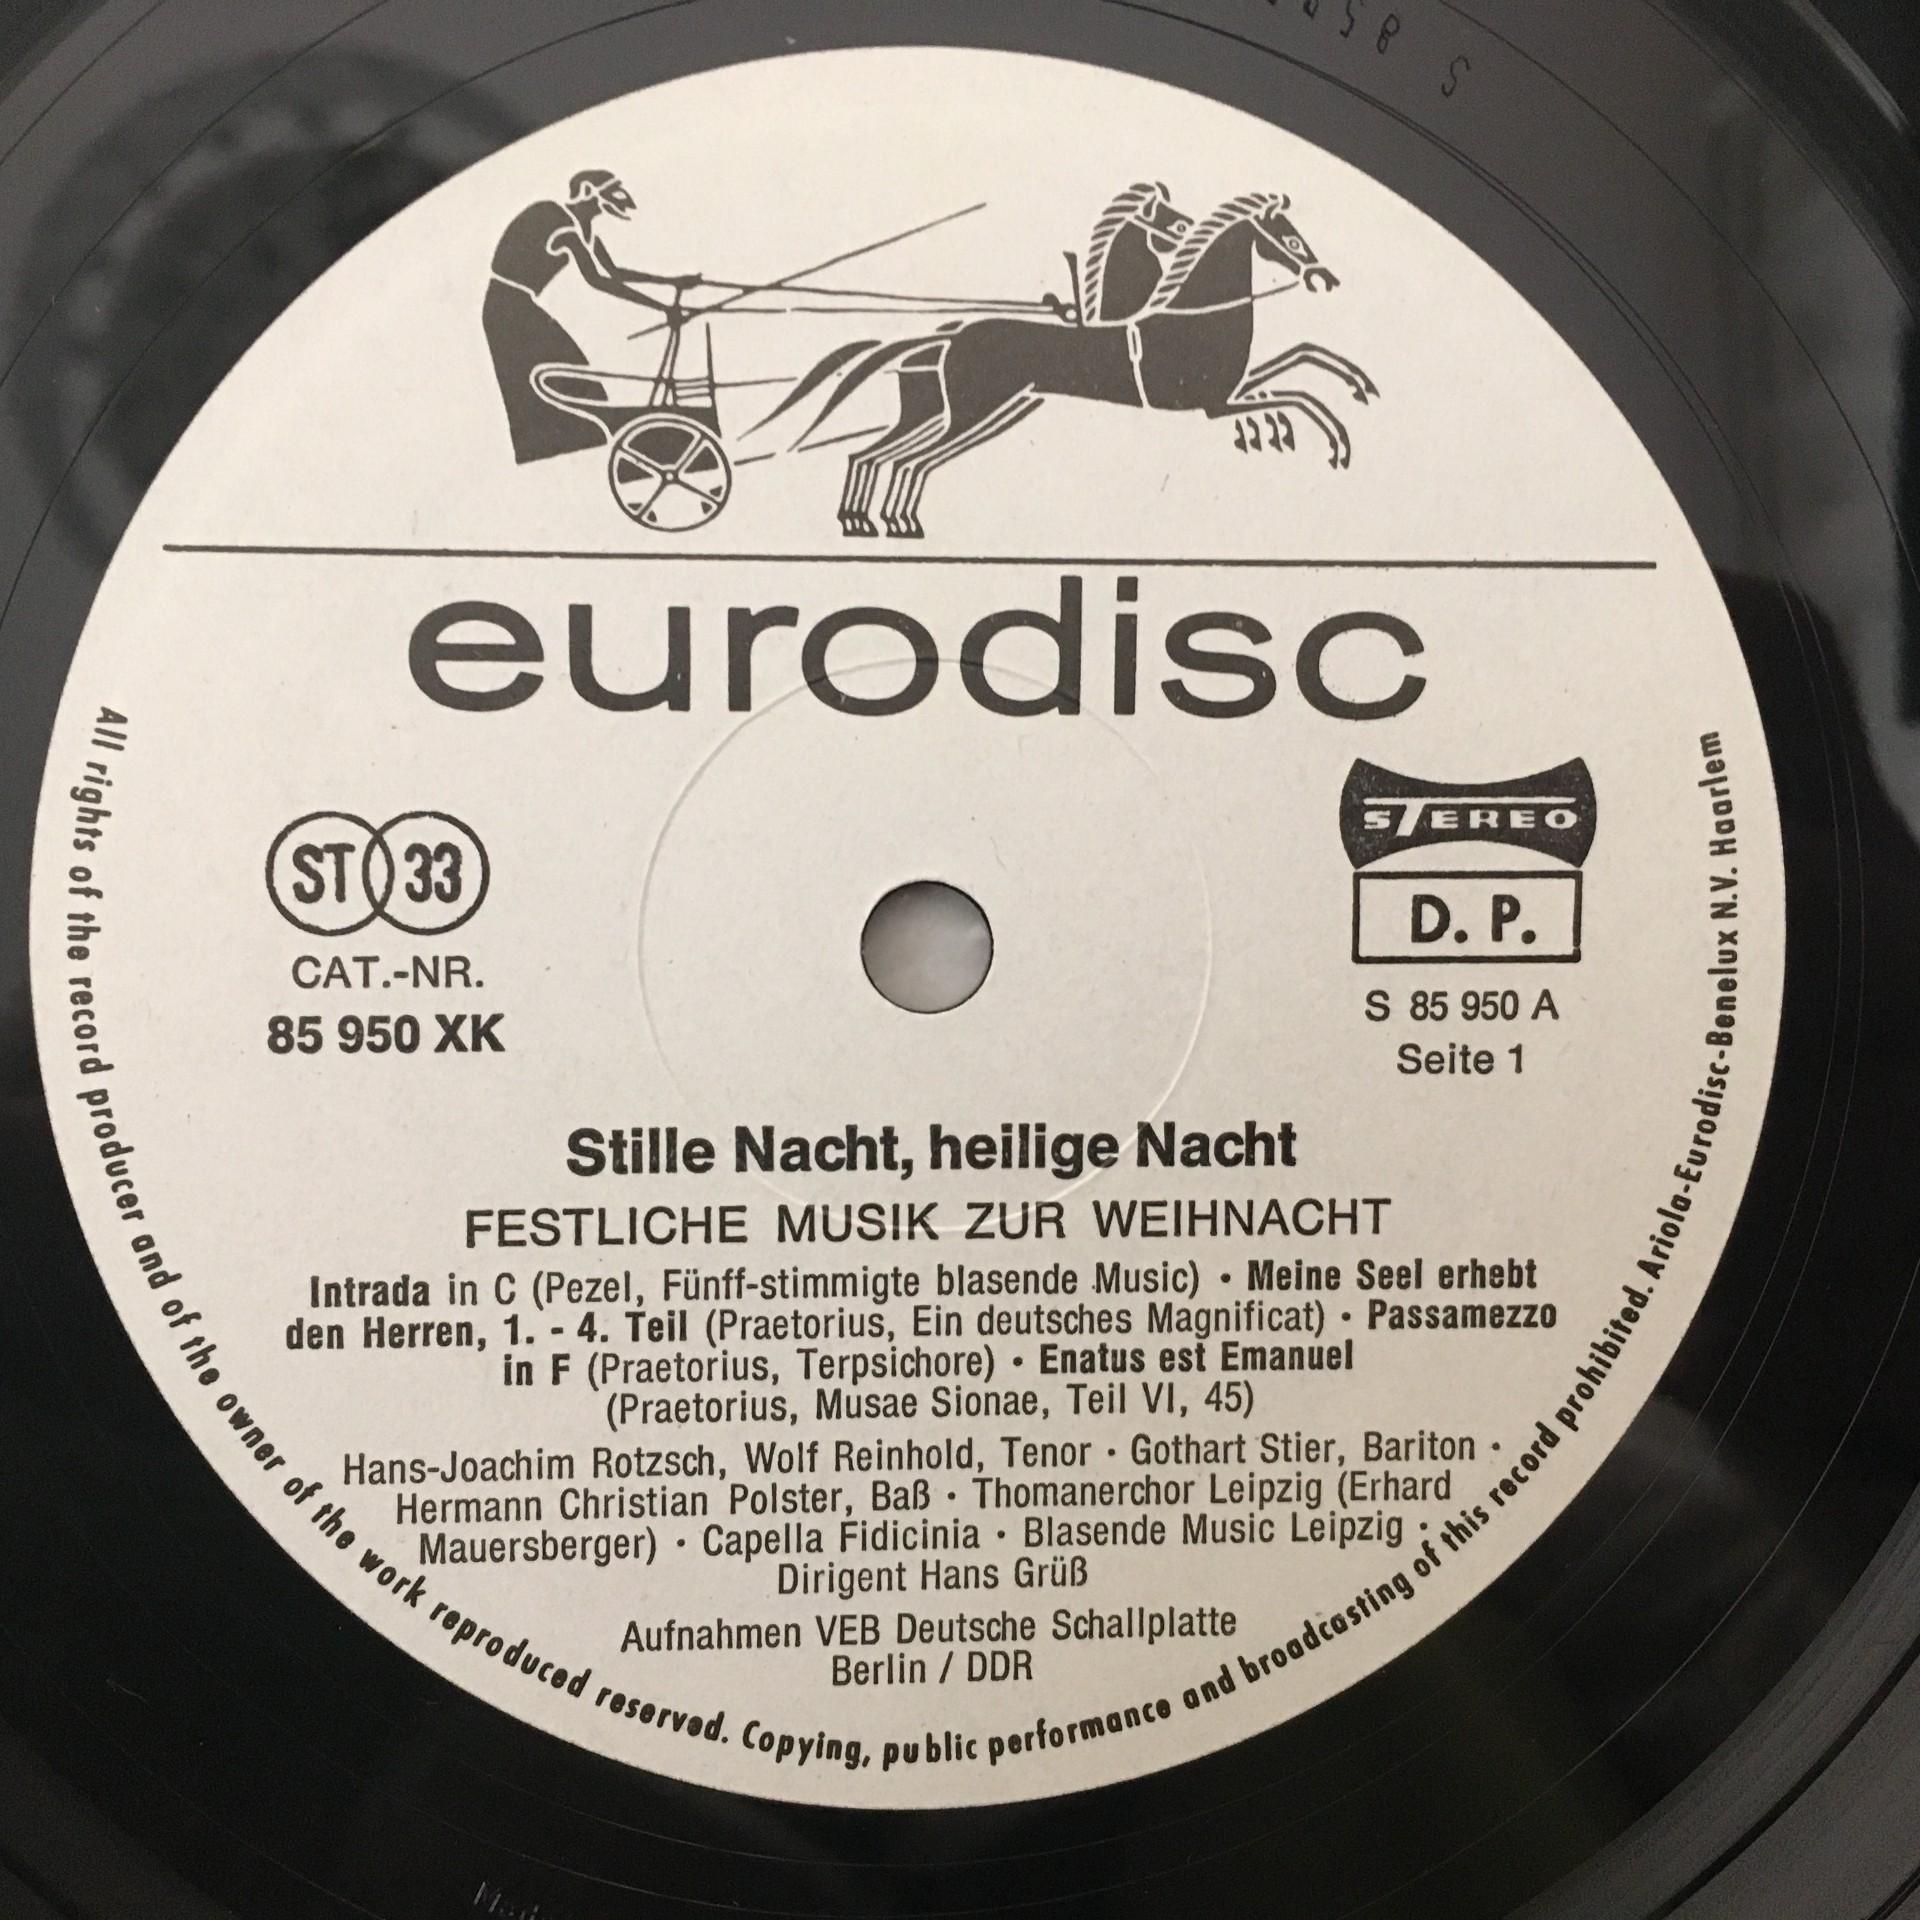 S 858
eurodisc
ST 33
CAT.-NR.
85 950 XK
STEREO
D. P.
S 85 950 A
Seite 1
Stille Nacht, heilige Nacht
FESTLICHE MUSIK ZUR WEIHNACHT
Intrada in C (Pezel, Fünff-stimmigte blasende Music) • Meine Seel erhebt
den Herren, 1. - 4. Teil (Praetorius, Ein deutsches Magnificat) • Passamezzo
in F (Praetorius, Terpsichore) • Enatus est Emanuel
(Praetorius, Musae Sionae, Teil VI, 45)
Hans-Joachim Rotzsch, Wolf Reinhold, Tenor • Gothart Stier, Bariton •
Hermann Christian Polster, Baß • Thomanerchor Leipzig (Erhard
Mauersberger) • Capella Fidicinia • Blasende Music Leipzig •
Dirigent Hans Grüß
Aufnahmen VEB Deutsche Schallplatte
Berlin / DDR
All rights of the record producer and of the owner of the work reproduced reserved. Copying, public performance and broadcasting of this record prohibited. Ariola-Eurodisc-Benelux N.V. Haarlem